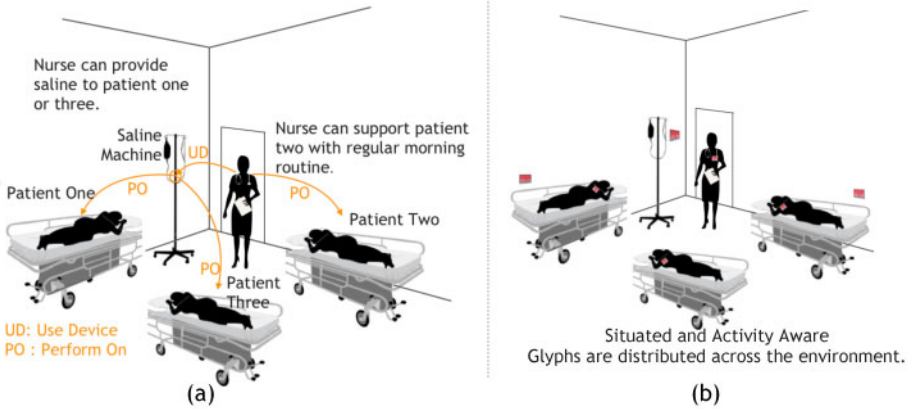 Nurse can provide
saline to patient one
or three.
Saline
Machine
UD
Nurse can support patient
two with regular morning
routine.
PO
Patient One
PO
Patient Two
PO
Patient
Three
UD: Use Device
PO : Perform On
(a)
Situated and Activity Aware
Glyphs are distributed across the environment.
(b)